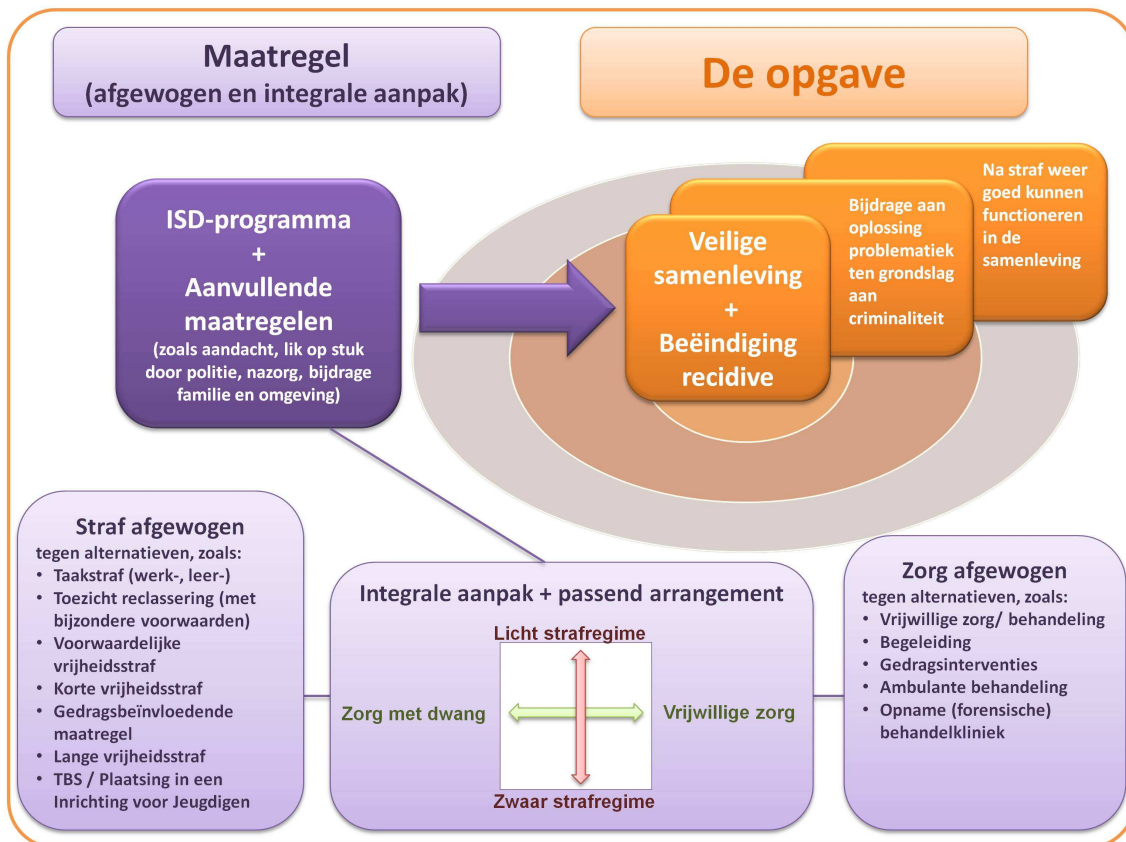 Maatregel
(afgewogen en integrale aanpak)
De opgave
ISD-programma
+
Aanvullende
maatregelen
(zoals aandacht, lik op stuk
door politie, nazorg, bijdrage
familie en omgeving)
Veilige
samenleving
+
Beëindiging
recidive
Bijdrage aan
oplossing
problematiek
ten grondslag
aan
criminaliteit
Na straf weer
goed kunnen
functioneren
in de
samenleving
Straf afgewogen
tegen alternatieven, zoals:
• Taakstraf (werk-, leer-)
• Toezicht reclassering (met
bijzondere voorwaarden)
• Voorwaardelijke
vrijheidsstraf
• Korte vrijheidsstraf
• Gedragsbeïnvloedende
maatregel
• Lange vrijheidsstraf
• TBS / Plaatsing in een
Inrichting voor Jeugdigen
Integrale aanpak + passend arrangement
Licht strafregime
Zorg met dwang
Vrijwillige zorg
Zwaar strafregime
Zorg afgewogen
tegen alternatieven, zoals:
• Vrijwillige zorg/ behandeling
• Begeleiding
• Gedragsinterventies
• Ambulante behandeling
• Opname (forensische)
behandelkliniek